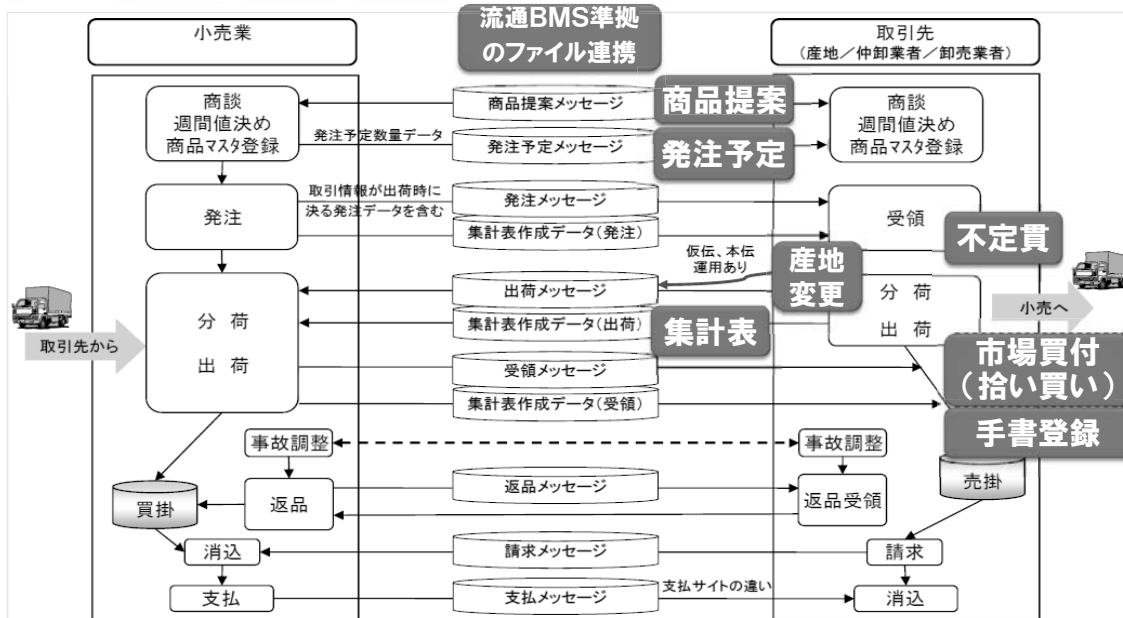 流通BMS準拠
のファイル連携
小売業
取引先
(産地／仲卸業者／卸売業者)
商談
週間値決め
商品マスタ登録
商品提案メッセージ
商品提案
商談
週間値決め
商品マスタ登録
発注予定数量データ
発注予定メッセージ
発注予定
発注
取引情報が出荷時に
決る発注データを含む
発注メッセージ
集計表作成データ(発注)
受領
不定貫
仮伝、本伝
運用あり
産地
変更
取引先から
分荷
出荷
出荷メッセージ
集計表作成データ(出荷)
集計表
分荷
出荷
小売へ
受領メッセージ
集計表作成データ(受領)
市場買付
(拾い買い)
手書登録
事故調整
事故調整
買掛
返品
返品メッセージ
返品受領
売掛
消込
請求メッセージ
請求
支払
支払メッセージ
支払サイトの違い
消込